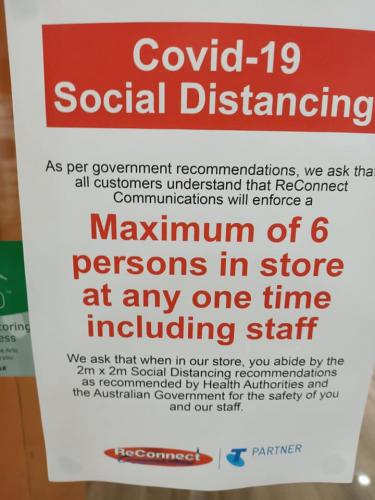 Covid-19
Social Distancing
As per government recommendations, we ask that
all customers understand that ReConnect
Communications will enforce a
Maximum of 6
persons in store
at any one time
including staff
We ask that when in our store, you abide by the
2m x 2m Social Distancing recommendations
as recommended by Health Authorities and
the Australian Government for the safety of you
and our staff.
ReConnect
PARTNER
toring
ess